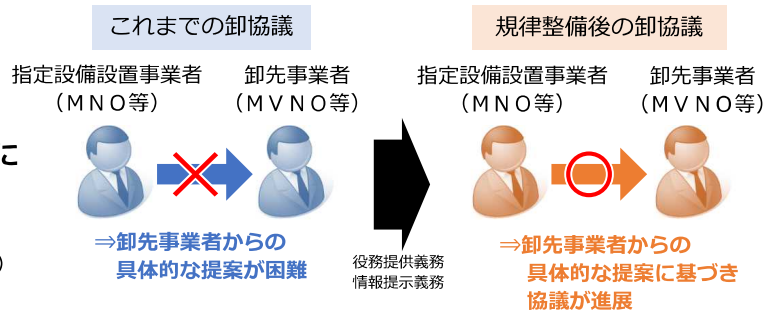 これまでの卸協議
指定設備設置事業者
（ＭＮＯ等）
卸先事業者
（ＭＶＮＯ等）
⇒卸先事業者からの
具体的な提案が困難
に
）
役務提供義務
情報提示義務
規律整備後の卸協議
指定設備設置事業者
（ＭＮＯ等）
卸先事業者
（ＭＶＮＯ等）
⇒卸先事業者からの
具体的な提案に基づき
協議が進展